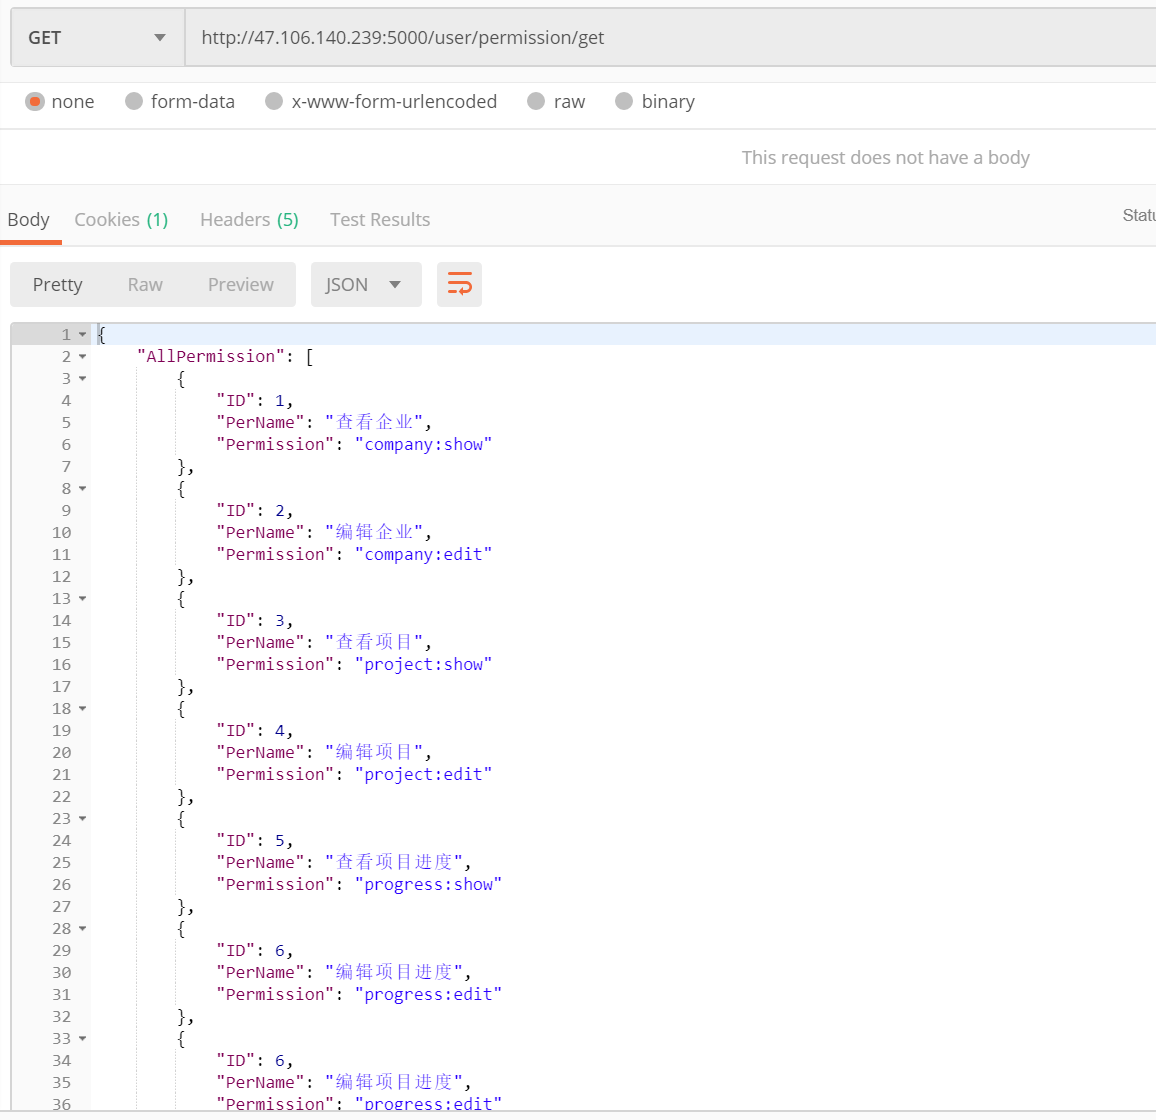 GET http://47.106.140.239:5000/user/permission/get
none form-data x-www-form-urlencoded raw binary
This request does not have a body
Body Cookies (1) Headers (5) Test Results Statu
Pretty Raw Preview JSON
1 {
2 "AllPermission": [
3 {
4 "ID": 1,
5 "PerName": "查看企业",
6 "Permission": "company:show"
7 },
8 {
9 "ID": 2,
10 "PerName": "编辑企业",
11 "Permission": "company:edit"
12 },
13 {
14 "ID": 3,
15 "PerName": "查看项目",
16 "Permission": "project:show"
17 },
18 {
19 "ID": 4,
20 "PerName": "编辑项目",
21 "Permission": "project:edit"
22 },
23 {
24 "ID": 5,
25 "PerName": "查看项目进度",
26 "Permission": "progress:show"
27 },
28 {
29 "ID": 6,
30 "PerName": "编辑项目进度",
31 "Permission": "progress:edit"
32 },
33 {
34 "ID": 6,
35 "PerName": "编辑项目进度",
36 "Permission": "progress:edit"